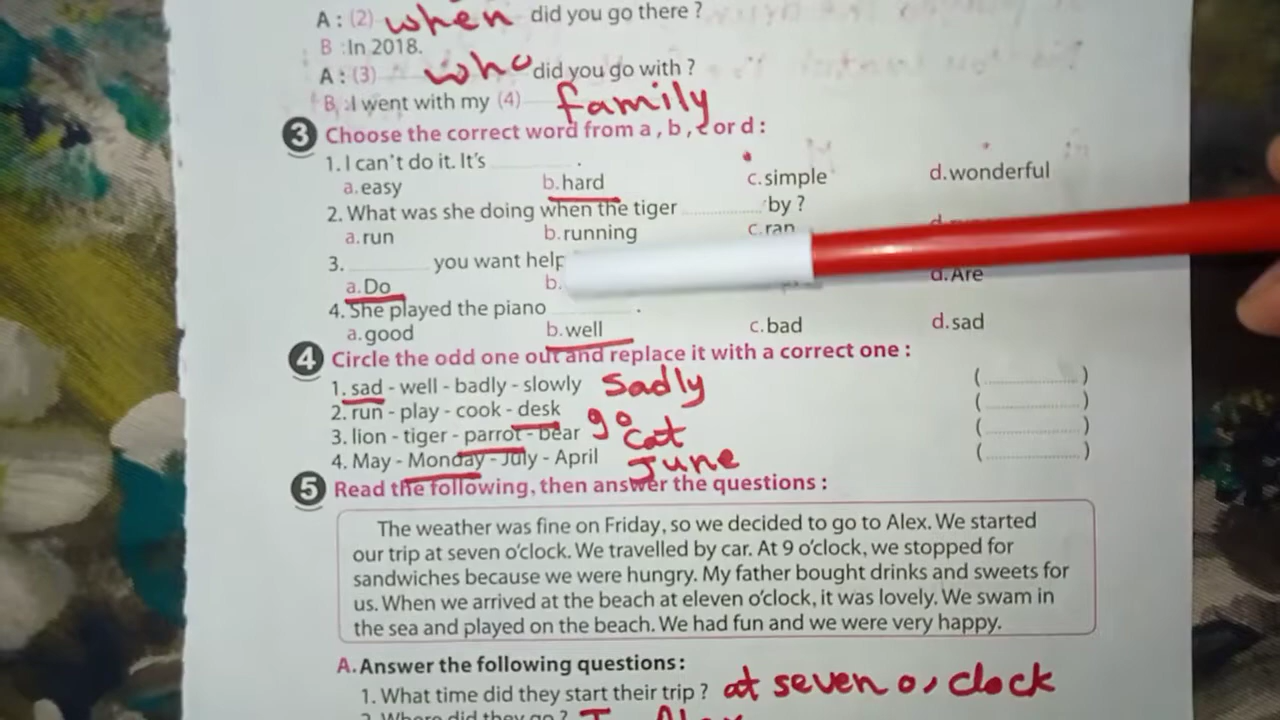 A : (2) when did you go there ?
B : In 2018.
A : (3) who did you go with ?
B : I went with my (4) family
3 Choose the correct word from a , b , c or d :
1. I can't do it. It's ............ .
a. easy b. hard c. simple d. wonderful
2. What was she doing when the tiger ............ by ?
a. run b. running c. ran
3. ............ you want help
a. Do b. d. Are
4. She played the piano ............ .
a. good b. well c. bad d. sad
4 Circle the odd one out and replace it with a correct one :
1. sad - well - badly - slowly sadly (............)
2. run - play - cook - desk go (............)
3. lion - tiger - parrot - bear cat (............)
4. May - Monday - July - April June (............)
5 Read the following, then answer the questions :
The weather was fine on Friday, so we decided to go to Alex. We started
our trip at seven o'clock. We travelled by car. At 9 o'clock, we stopped for
sandwiches because we were hungry. My father bought drinks and sweets for
us. When we arrived at the beach at eleven o'clock, it was lovely. We swam in
the sea and played on the beach. We had fun and we were very happy.
A. Answer the following questions :
1. What time did they start their trip ? at seven o, clock
2. Where did they go ? To Alex